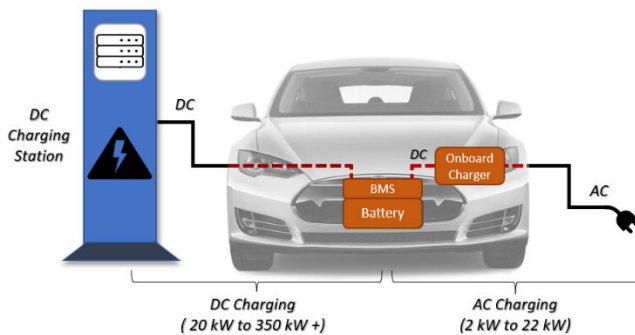 DC
Charging
Station
DC
DC
Onboard
Charger
BMS
Battery
AC
DC Charging
( 20 kW to 350 kW +)
AC Charging
(2 kW to 22 kW)